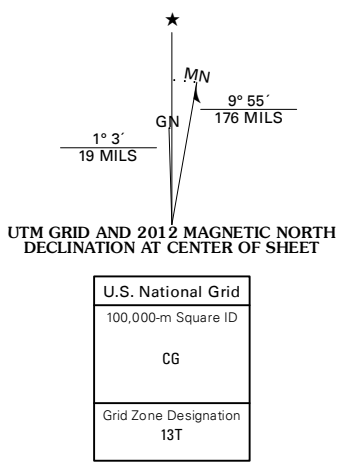 ★
MN
GN
9° 55´
176 MILS
1° 3´
19 MILS
UTM GRID AND 2012 MAGNETIC NORTH
DECLINATION AT CENTER OF SHEET
U.S. National Grid
100,000-m Square ID
CG
Grid Zone Designation
13T